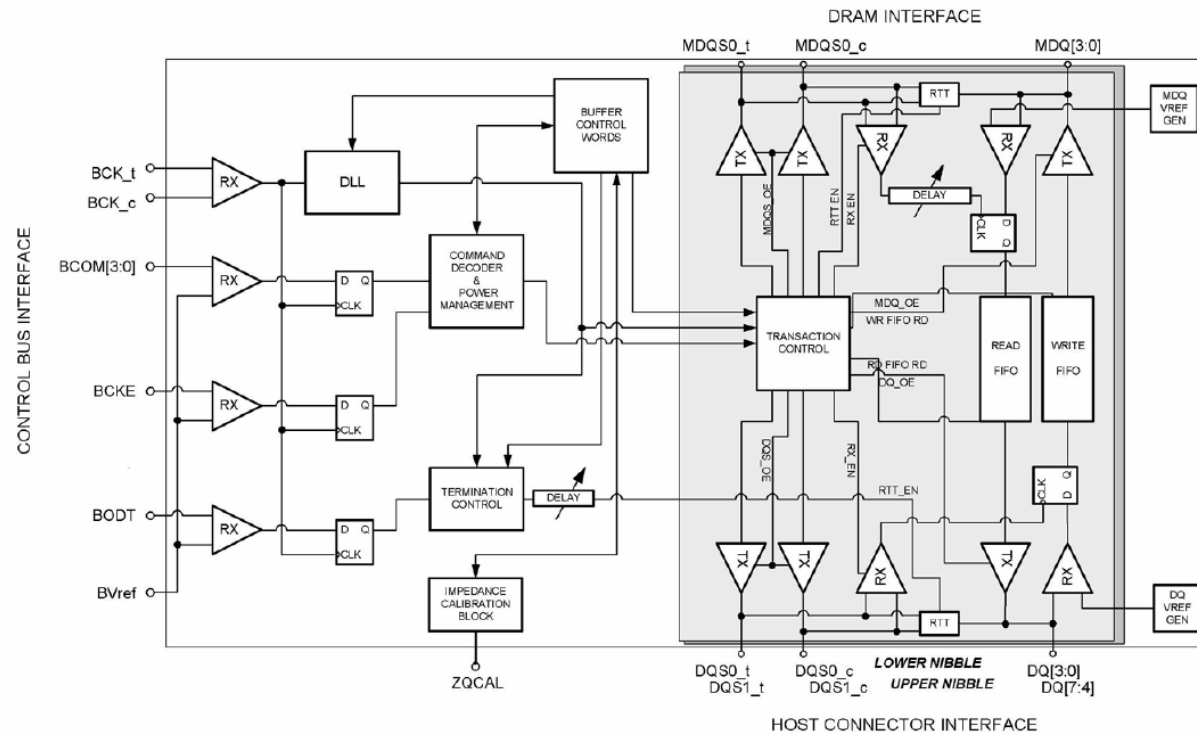 DRAM INTERFACE
MDQS0_t
MDQS0_c
MDQ[3:0]
BUFFER
CONTROL
WORDS
RTT
MDQ
VREF
GEN
BCK_t
BCK_c
RX
DLL
TX
TX
RX
RX
TX
DELAY
MDQS_OE
RTT EN
RX EN
CLK
D
Q
CONTROL BUS INTERFACE
BCOM[3:0]
RX
D Q
CLK
COMMAND
DECODER
&
POWER
MANAGEMENT
TRANSACTION
CONTROL
MDQ_OE
WR FIFO RD
RD FIFO RD
DQ_OE
READ
FIFO
WRITE
FIFO
BCKE
RX
D Q
CLK
DQS_OE
RX_EN
RTT_EN
CLK
Q
D
BODT
RX
D Q
CLK
TERMINATION
CONTROL
DELAY
TX
TX
RX
TX
RX
BVref
IMPEDANCE
CALIBRATION
BLOCK
RTT
DQ
VREF
GEN
ZQCAL
DQS0_t
DQS1_t
DQS0_c
DQS1_c
LOWER NIBBLE
UPPER NIBBLE
DQ[3:0]
DQ[7:4]
HOST CONNECTOR INTERFACE